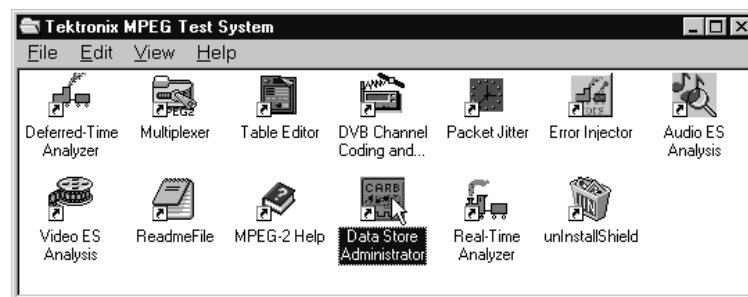 Tektronix MPEG Test System
File Edit View Help
Deferred-Time Analyzer
Multiplexer
Table Editor
DVB Channel Coding and...
Packet Jitter
Error Injector
Audio ES Analysis
Video ES Analysis
ReadmeFile
MPEG-2 Help
CARB
Data Store Administrator
Real-Time Analyzer
unInstallShield